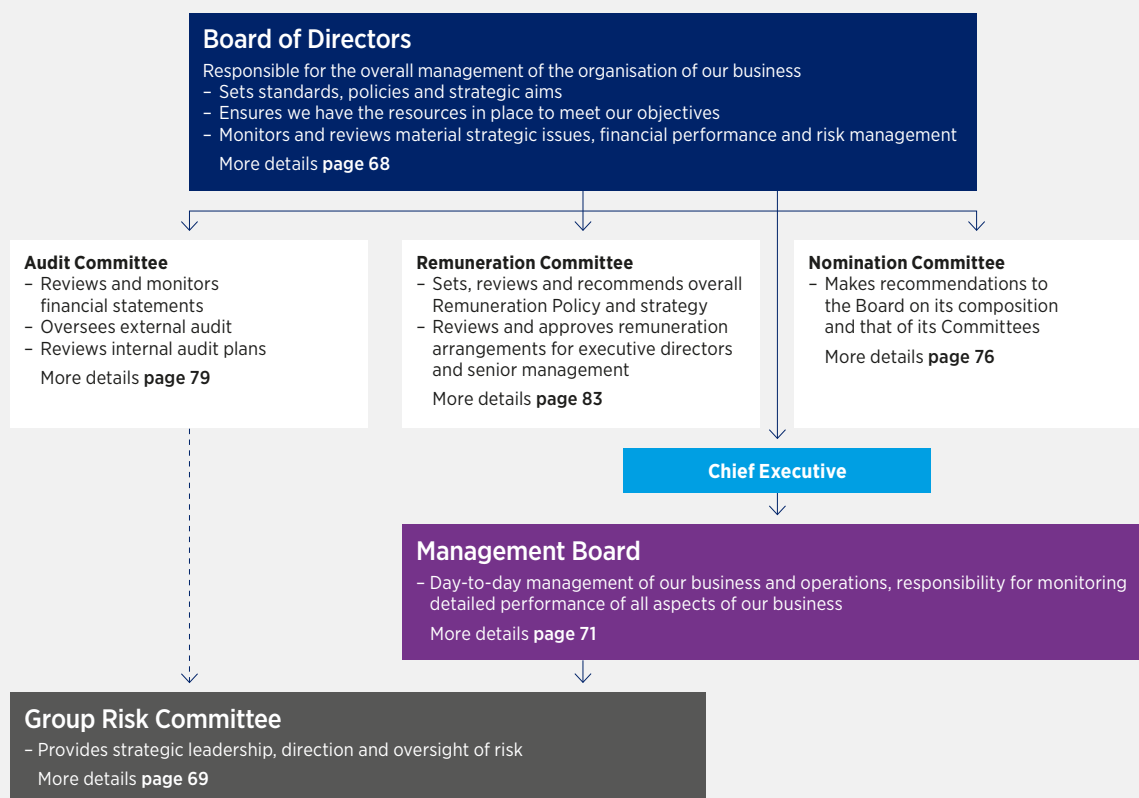 Board of Directors
Responsible for the overall management of the organisation of our business
– Sets standards, policies and strategic aims
– Ensures we have the resources in place to meet our objectives
– Monitors and reviews material strategic issues, financial performance and risk management
More details page 68
Audit Committee
– Reviews and monitors
financial statements
– Oversees external audit
– Reviews internal audit plans
More details page 79
Remuneration Committee
– Sets, reviews and recommends overall
Remuneration Policy and strategy
– Reviews and approves remuneration
arrangements for executive directors
and senior management
More details page 83
Nomination Committee
– Makes recommendations to
the Board on its composition
and that of its Committees
More details page 76
Chief Executive
Management Board
– Day-to-day management of our business and operations, responsibility for monitoring
detailed performance of all aspects of our business
More details page 71
Group Risk Committee
– Provides strategic leadership, direction and oversight of risk
More details page 69